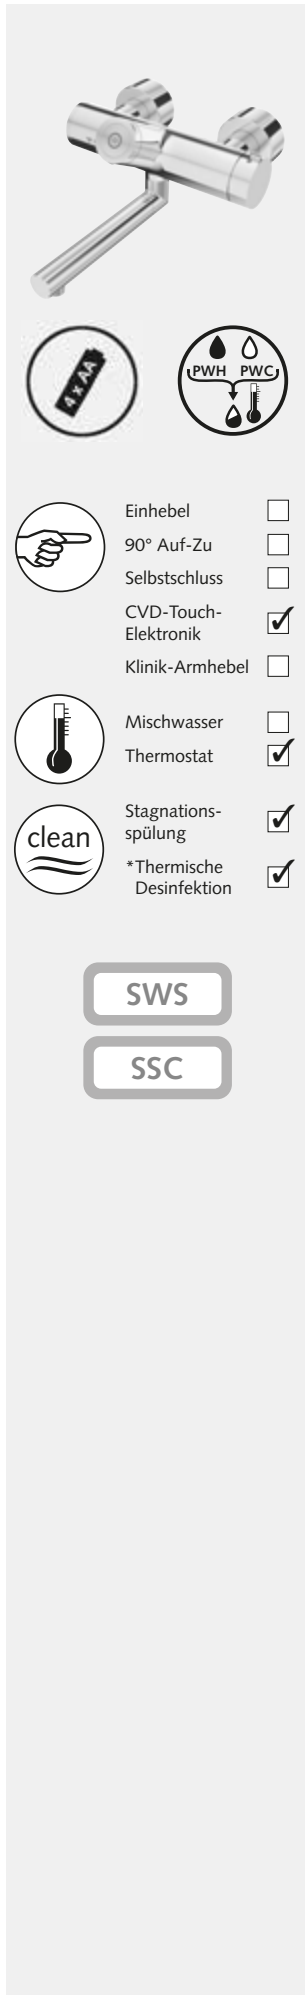 4 x AA
PWH PWC
Einhebel
90° Auf-Zu
Selbstschluss
CVD-Touch-
Elektronik
Klinik-Armhebel
Mischwasser
Thermostat
clean
Stagnations-
spülung
*Thermische
Desinfektion
SWS
SSC